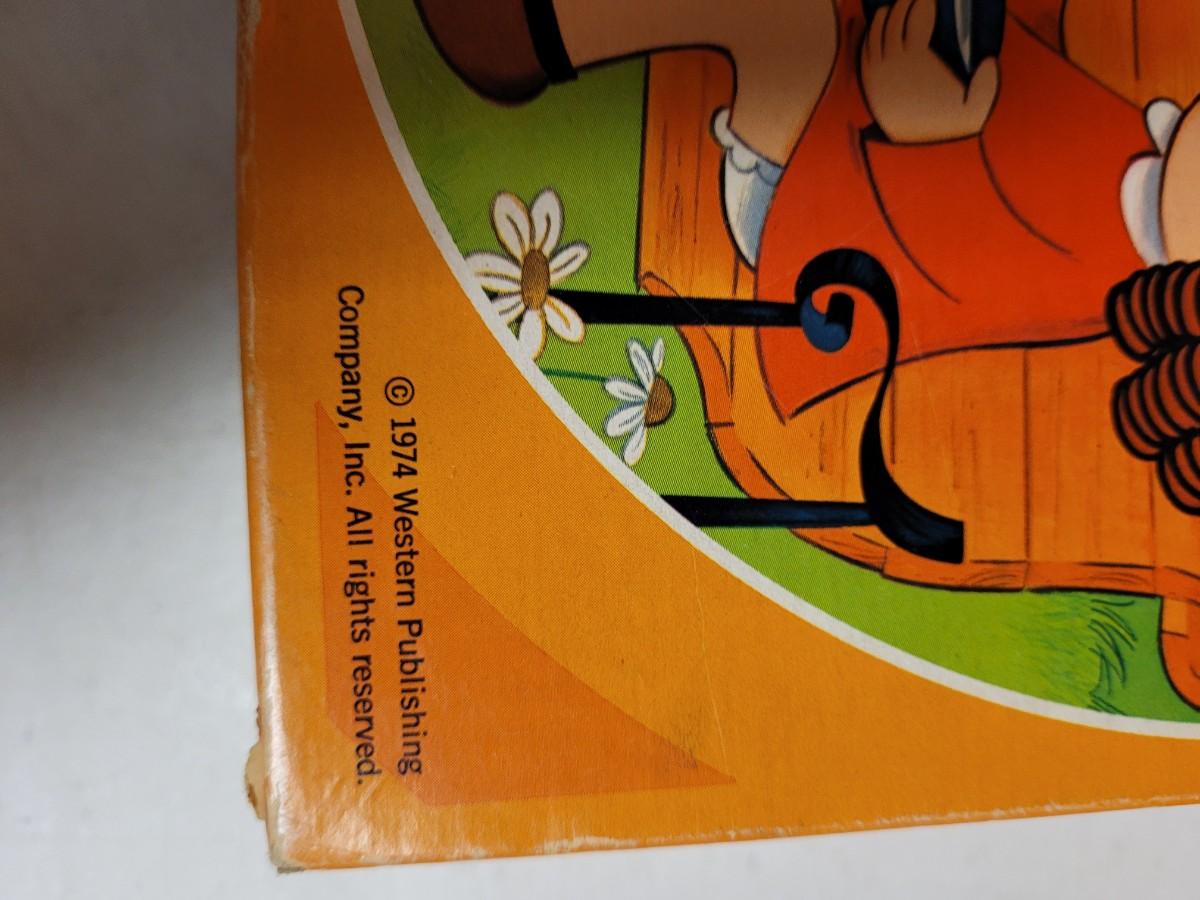 © 1974 Western Publishing
Company, Inc. All rights reserved.